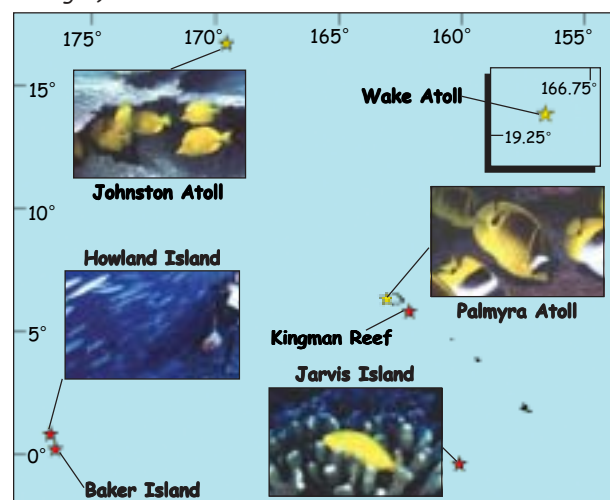 175° 170° 165° 160° 155°
15°
Wake Atoll
166.75°
19.25°
Johnston Atoll
10°
Howland Island
Palmyra Atoll
5°
Kingman Reef
Jarvis Island
0°
Baker Island